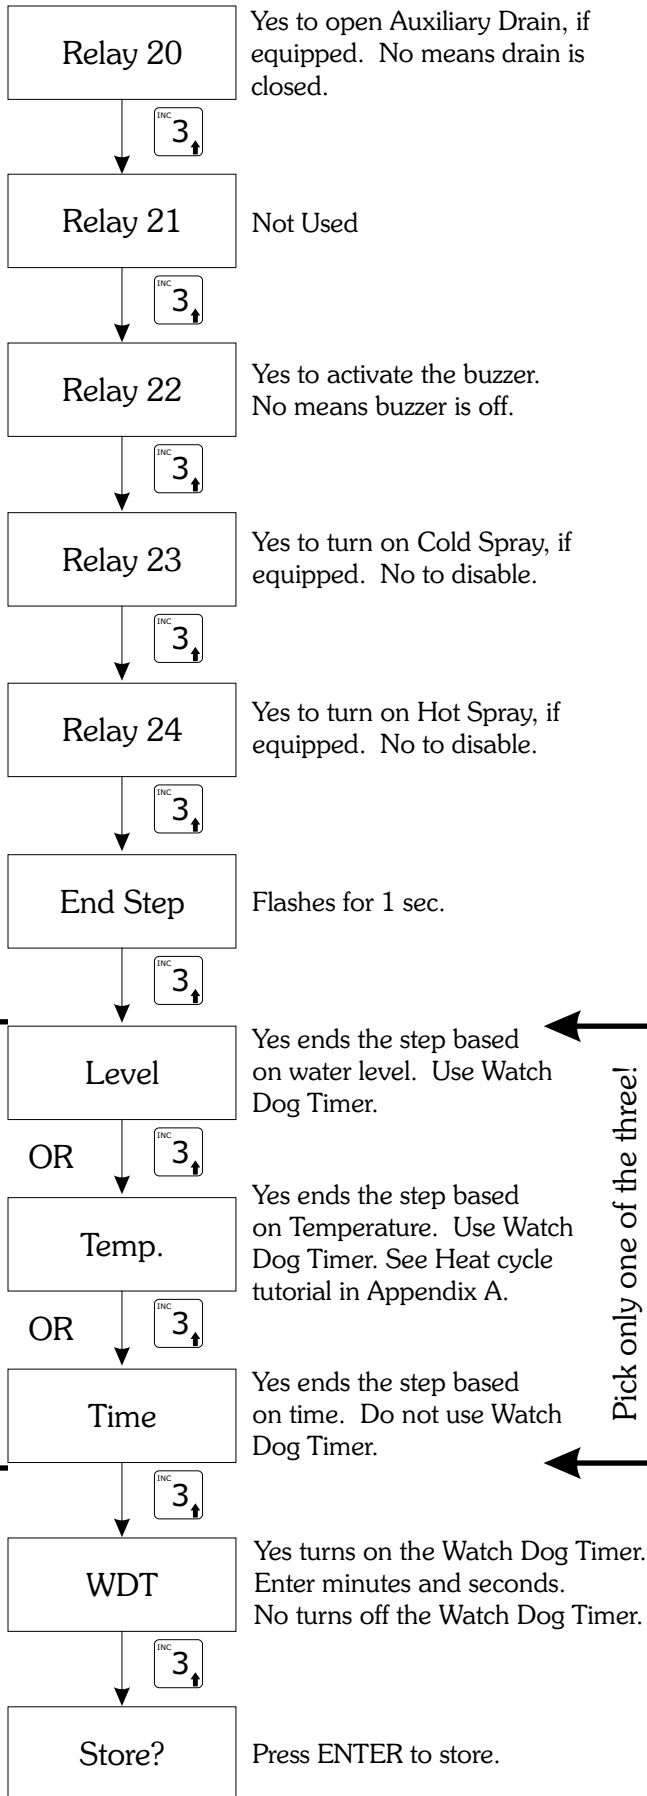 Relay 20
Yes to open Auxiliary Drain, if
equipped.  No means drain is
closed.
INC
3
Relay 21
Not Used
INC
3
Relay 22
Yes to activate the buzzer.
No means buzzer is off.
INC
3
Relay 23
Yes to turn on Cold Spray, if
equipped.  No to disable.
INC
3
Relay 24
Yes to turn on Hot Spray, if
equipped.  No to disable.
INC
3
End Step
Flashes for 1 sec.
INC
3
Level
Yes ends the step based
on water level.  Use Watch
Dog Timer.
OR
INC
3
Temp.
Yes ends the step based
on Temperature.  Use Watch
Dog Timer. See Heat cycle
tutorial in Appendix A.
OR
INC
3
Time
Yes ends the step based
on time.  Do not use Watch
Dog Timer.
Pick only one of the three!
INC
3
WDT
Yes turns on the Watch Dog Timer.
Enter minutes and seconds.
No turns off the Watch Dog Timer.
INC
3
Store?
Press ENTER to store.